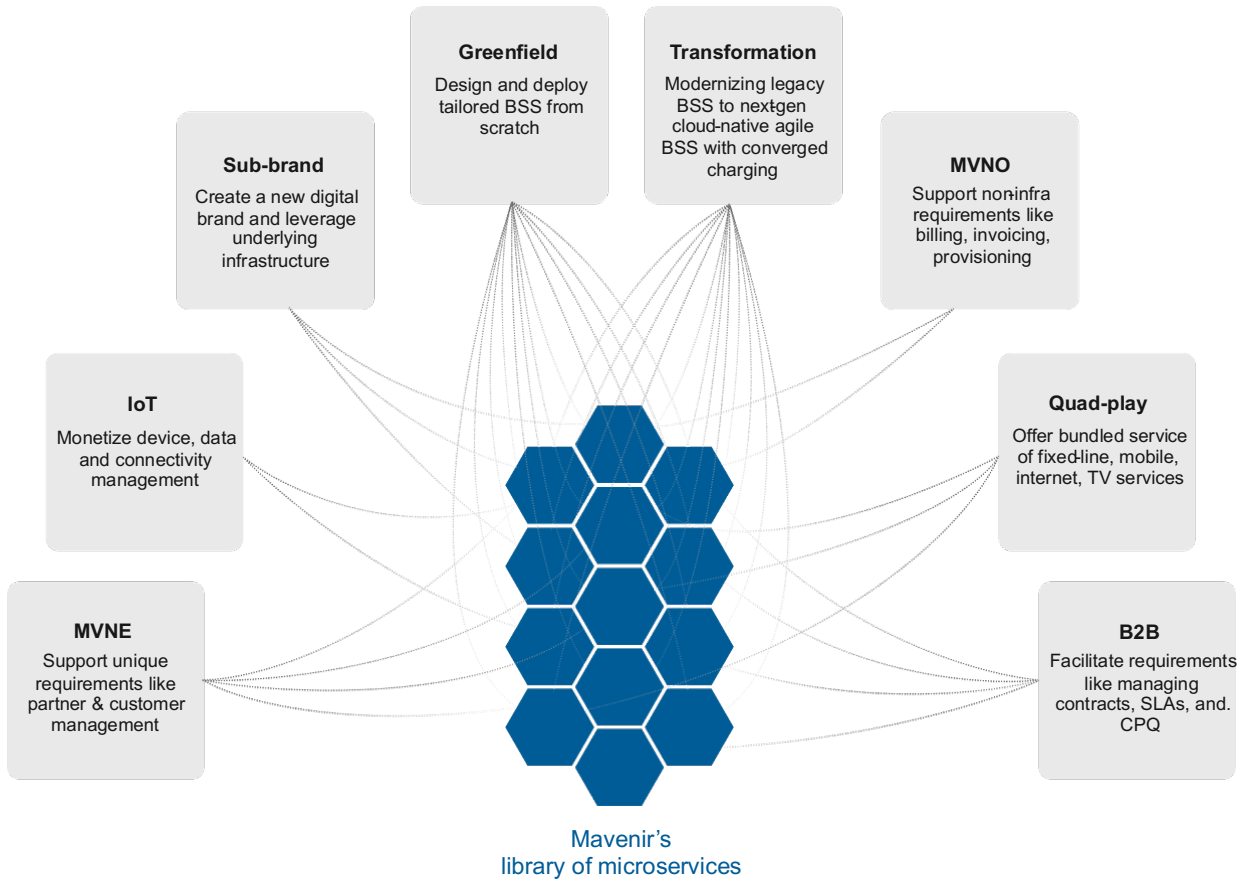 Greenfield
Design and deploy
tailored BSS from
scratch
Transformation
Modernizing legacy
BSS to next-gen
cloud-native agile
BSS with converged
charging
Sub-brand
Create a new digital
brand and leverage
underlying
infrastructure
MVNO
Support non-infra
requirements like
billing, invoicing,
provisioning
IoT
Monetize device, data
and connectivity
management
Quad-play
Offer bundled service
of fixed-line, mobile,
internet, TV services
MVNE
Support unique
requirements like
partner & customer
management
B2B
Facilitate requirements
like managing
contracts, SLAs, and.
CPQ
Mavenir’s
library of microservices